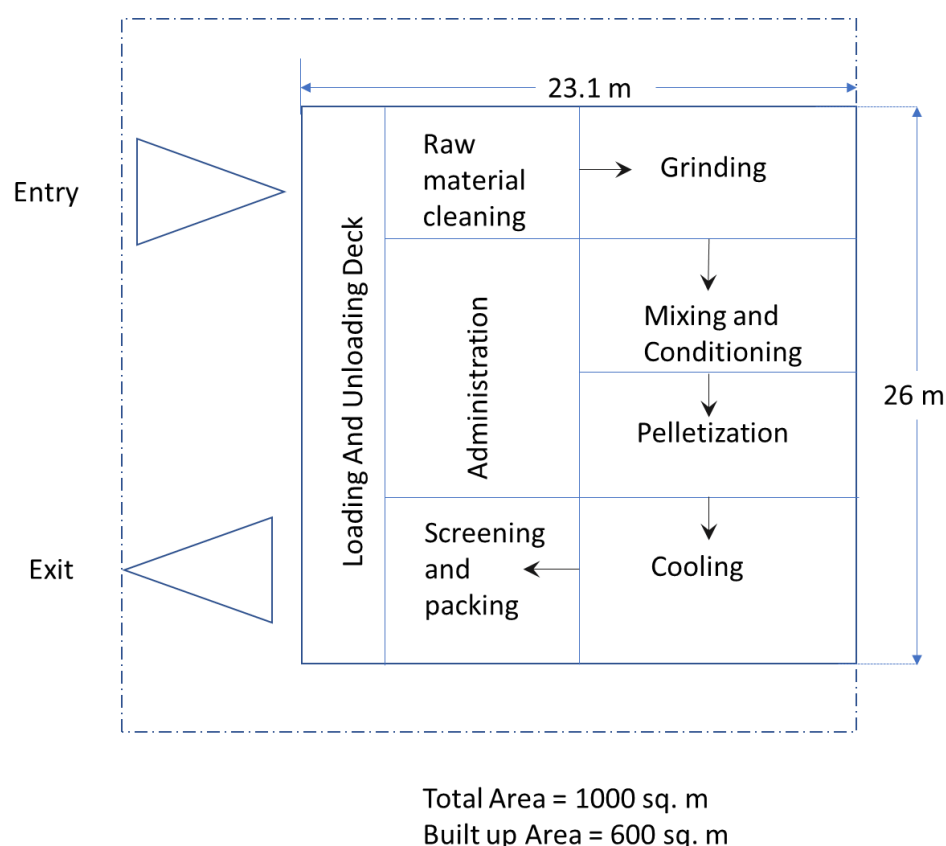 23.1 m
Entry
Raw
material
cleaning
Grinding
Loading And Unloading Deck
Administration
Mixing and
Conditioning
26 m
Pelletization
Exit
Screening
and
packing
Cooling
Total Area = 1000 sq. m
Built up Area = 600 sq. m